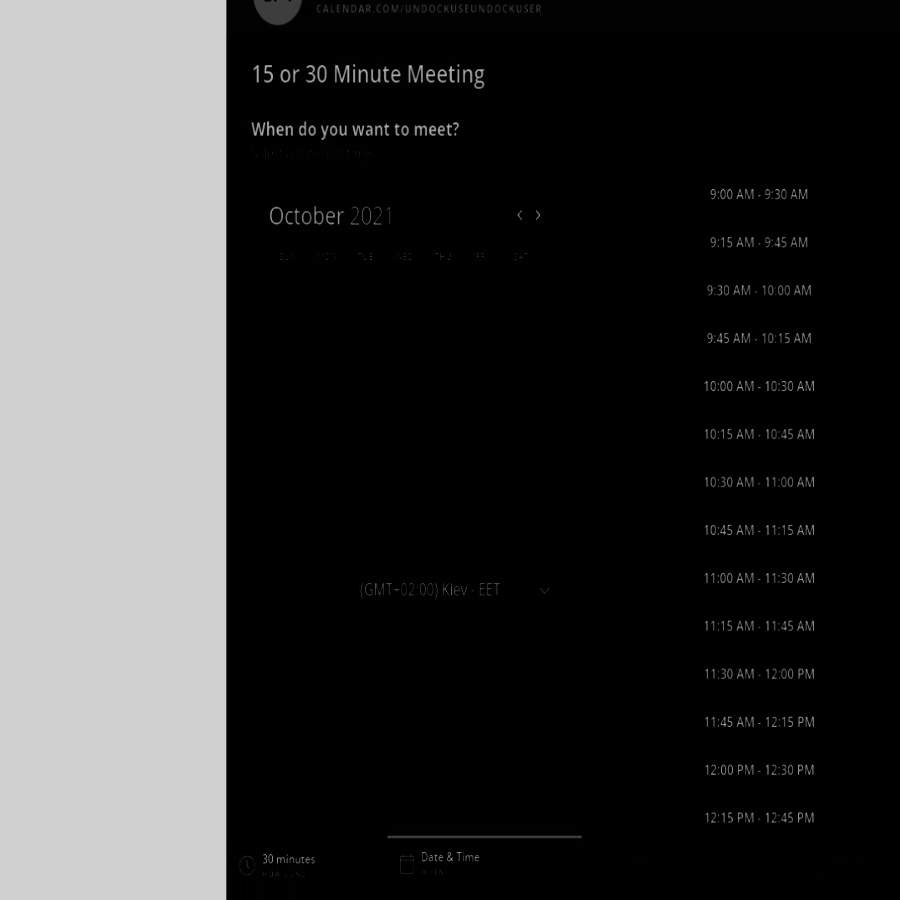 CALENDAR.COM/UNDOCKUSEUNDOCKUSER
15 or 30 Minute Meeting
When do you want to meet?
October 2021
SUN MON TUE WED THU FRI SAT
(GMT+02:00) Kiev - EET
9:00 AM - 9:30 AM
9:15 AM - 9:45 AM
9:30 AM - 10:00 AM
9:45 AM - 10:15 AM
10:00 AM - 10:30 AM
10:15 AM - 10:45 AM
10:30 AM - 11:00 AM
10:45 AM - 11:15 AM
11:00 AM - 11:30 AM
11:15 AM - 11:45 AM
11:30 AM - 12:00 PM
11:45 AM - 12:15 PM
12:00 PM - 12:30 PM
12:15 PM - 12:45 PM
30 minutes
HOW LONG
Date & Time
WHEN